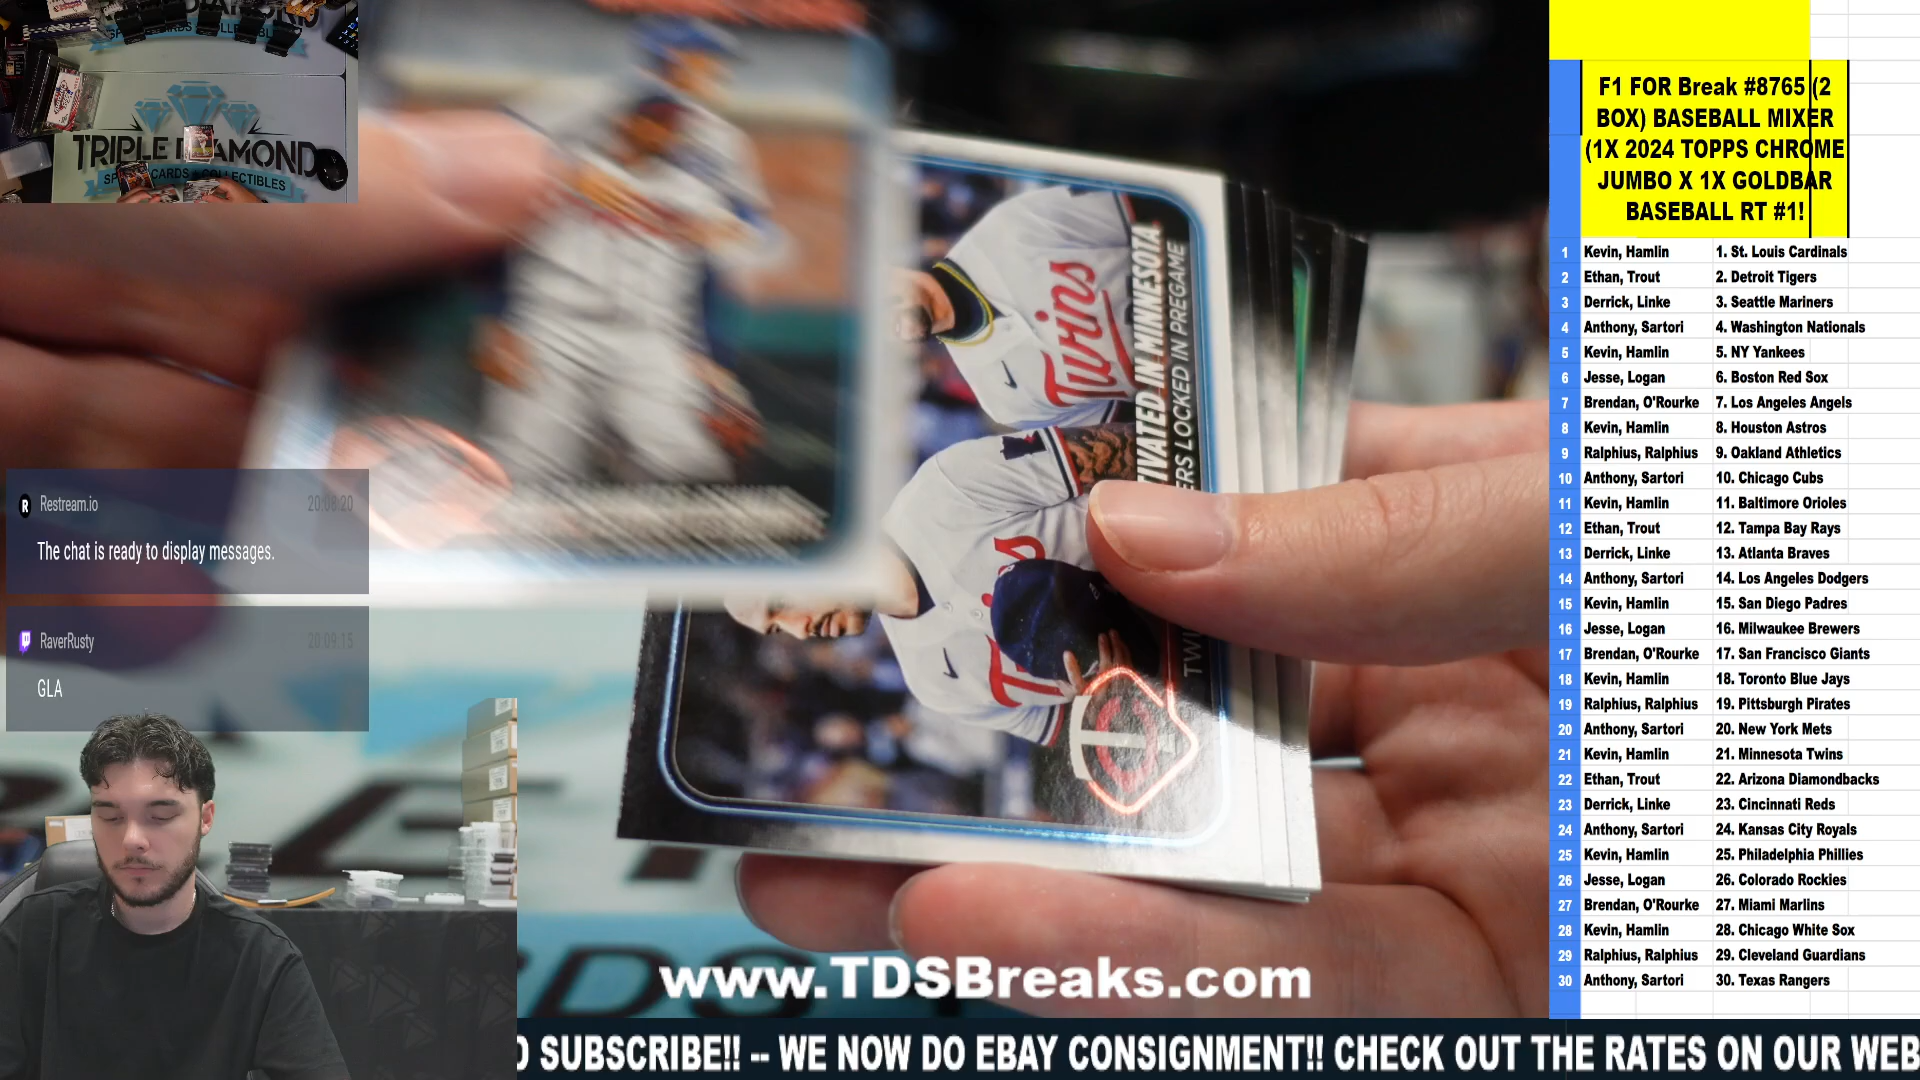 TRIPLE DIAMOND
SPORTS CARDS & COLLECTIBLES
Restream.io 20:08:20
The chat is ready to display messages.
RaverRusty 20:09:15
GLA
Twins
TIVATED IN MINNESOTA
ERS LOCKED IN PREGAME
www.TDSBreaks.com
SUBSCRIBE!! -- WE NOW DO EBAY CONSIGNMENT!! CHECK OUT THE RATES ON OUR WEB
F1 FOR Break #8765 (2
BOX) BASEBALL MIXER
(1X 2024 TOPPS CHROME
JUMBO X 1X GOLDBAR
BASEBALL RT #1!
1 Kevin, Hamlin 1. St. Louis Cardinals
2 Ethan, Trout 2. Detroit Tigers
3 Derrick, Linke 3. Seattle Mariners
4 Anthony, Sartori 4. Washington Nationals
5 Kevin, Hamlin 5. NY Yankees
6 Jesse, Logan 6. Boston Red Sox
7 Brendan, O'Rourke 7. Los Angeles Angels
8 Kevin, Hamlin 8. Houston Astros
9 Ralphius, Ralphius 9. Oakland Athletics
10 Anthony, Sartori 10. Chicago Cubs
11 Kevin, Hamlin 11. Baltimore Orioles
12 Ethan, Trout 12. Tampa Bay Rays
13 Derrick, Linke 13. Atlanta Braves
14 Anthony, Sartori 14. Los Angeles Dodgers
15 Kevin, Hamlin 15. San Diego Padres
16 Jesse, Logan 16. Milwaukee Brewers
17 Brendan, O'Rourke 17. San Francisco Giants
18 Kevin, Hamlin 18. Toronto Blue Jays
19 Ralphius, Ralphius 19. Pittsburgh Pirates
20 Anthony, Sartori 20. New York Mets
21 Kevin, Hamlin 21. Minnesota Twins
22 Ethan, Trout 22. Arizona Diamondbacks
23 Derrick, Linke 23. Cincinnati Reds
24 Anthony, Sartori 24. Kansas City Royals
25 Kevin, Hamlin 25. Philadelphia Phillies
26 Jesse, Logan 26. Colorado Rockies
27 Brendan, O'Rourke 27. Miami Marlins
28 Kevin, Hamlin 28. Chicago White Sox
29 Ralphius, Ralphius 29. Cleveland Guardians
30 Anthony, Sartori 30. Texas Rangers